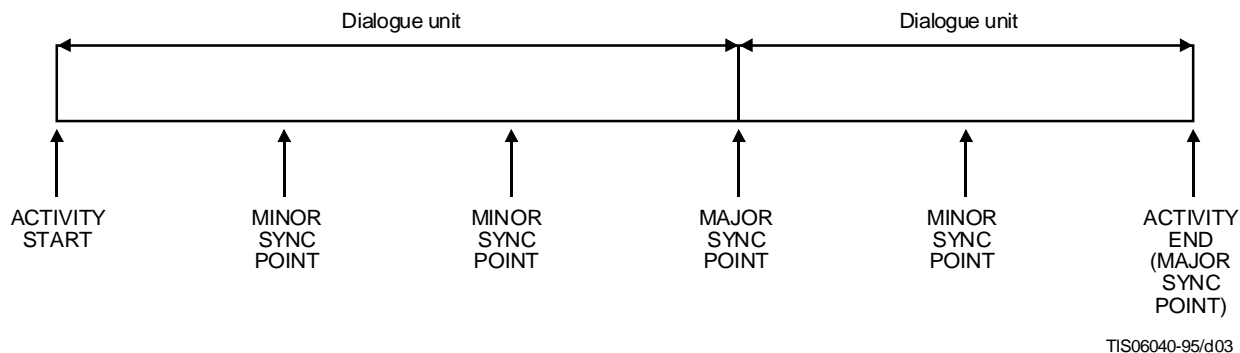 Dialogue unit
Dialogue unit
ACTIVITY
START
MINOR
SYNC
POINT
MINOR
SYNC
POINT
MAJOR
SYNC
POINT
MINOR
SYNC
POINT
ACTIVITY
END
(MAJOR
SYNC
POINT)
TIS06040-95/d03